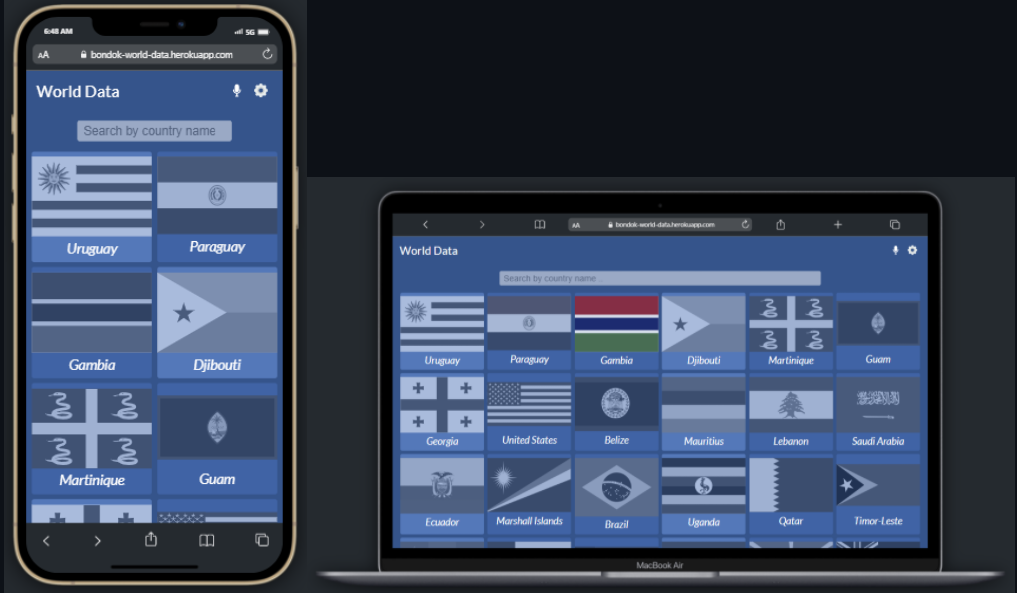 6:48 AM
5G
AA
bondok-world-data.herokuapp.com
World Data
Search by country name
Uruguay
Paraguay
Gambia
Djibouti
Martinique
Guam
AA
bondok-world-data.herokuapp.com
World Data
Search by country name...
Uruguay
Paraguay
Gambia
Djibouti
Martinique
Guam
Georgia
United States
Belize
Mauritius
Lebanon
Saudi Arabia
Ecuador
Marshall Islands
Brazil
Uganda
Qatar
Timor-Leste
MacBook Air